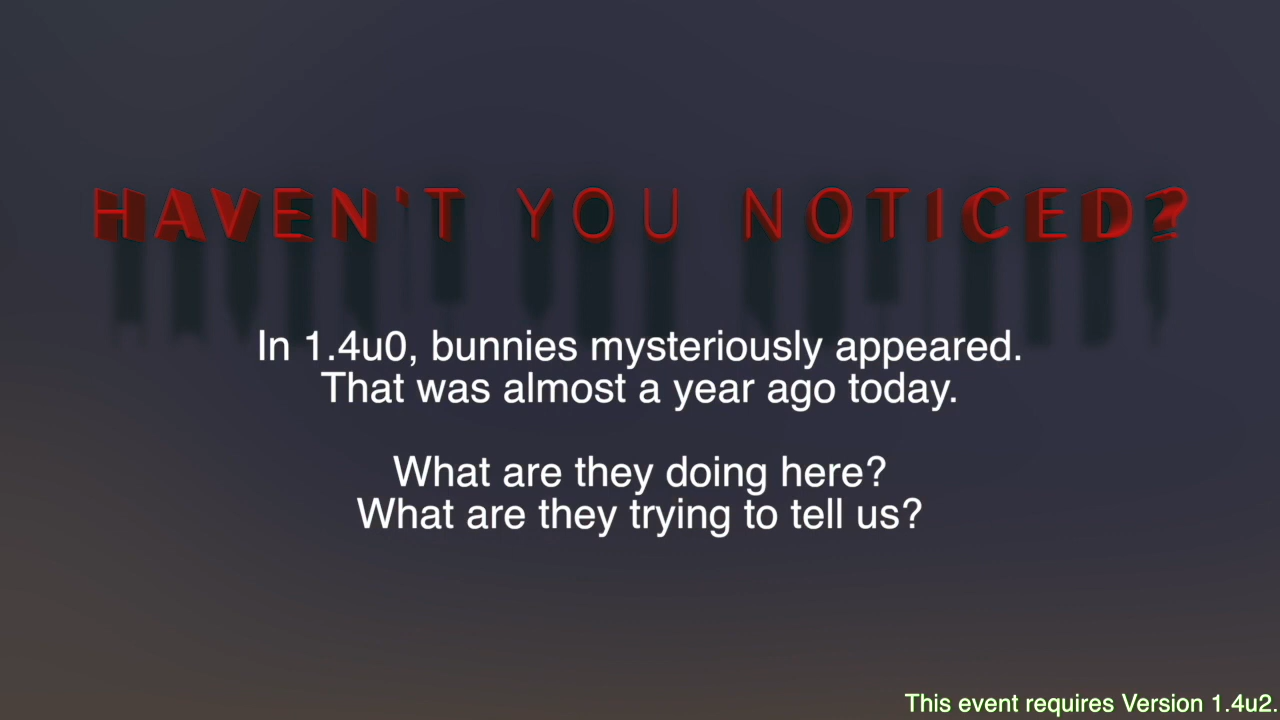 HAVEN'T YOU NOTICED?
In 1.4u0, bunnies mysteriously appeared.
That was almost a year ago today.
What are they doing here?
What are they trying to tell us?
This event requires Version 1.4u2.